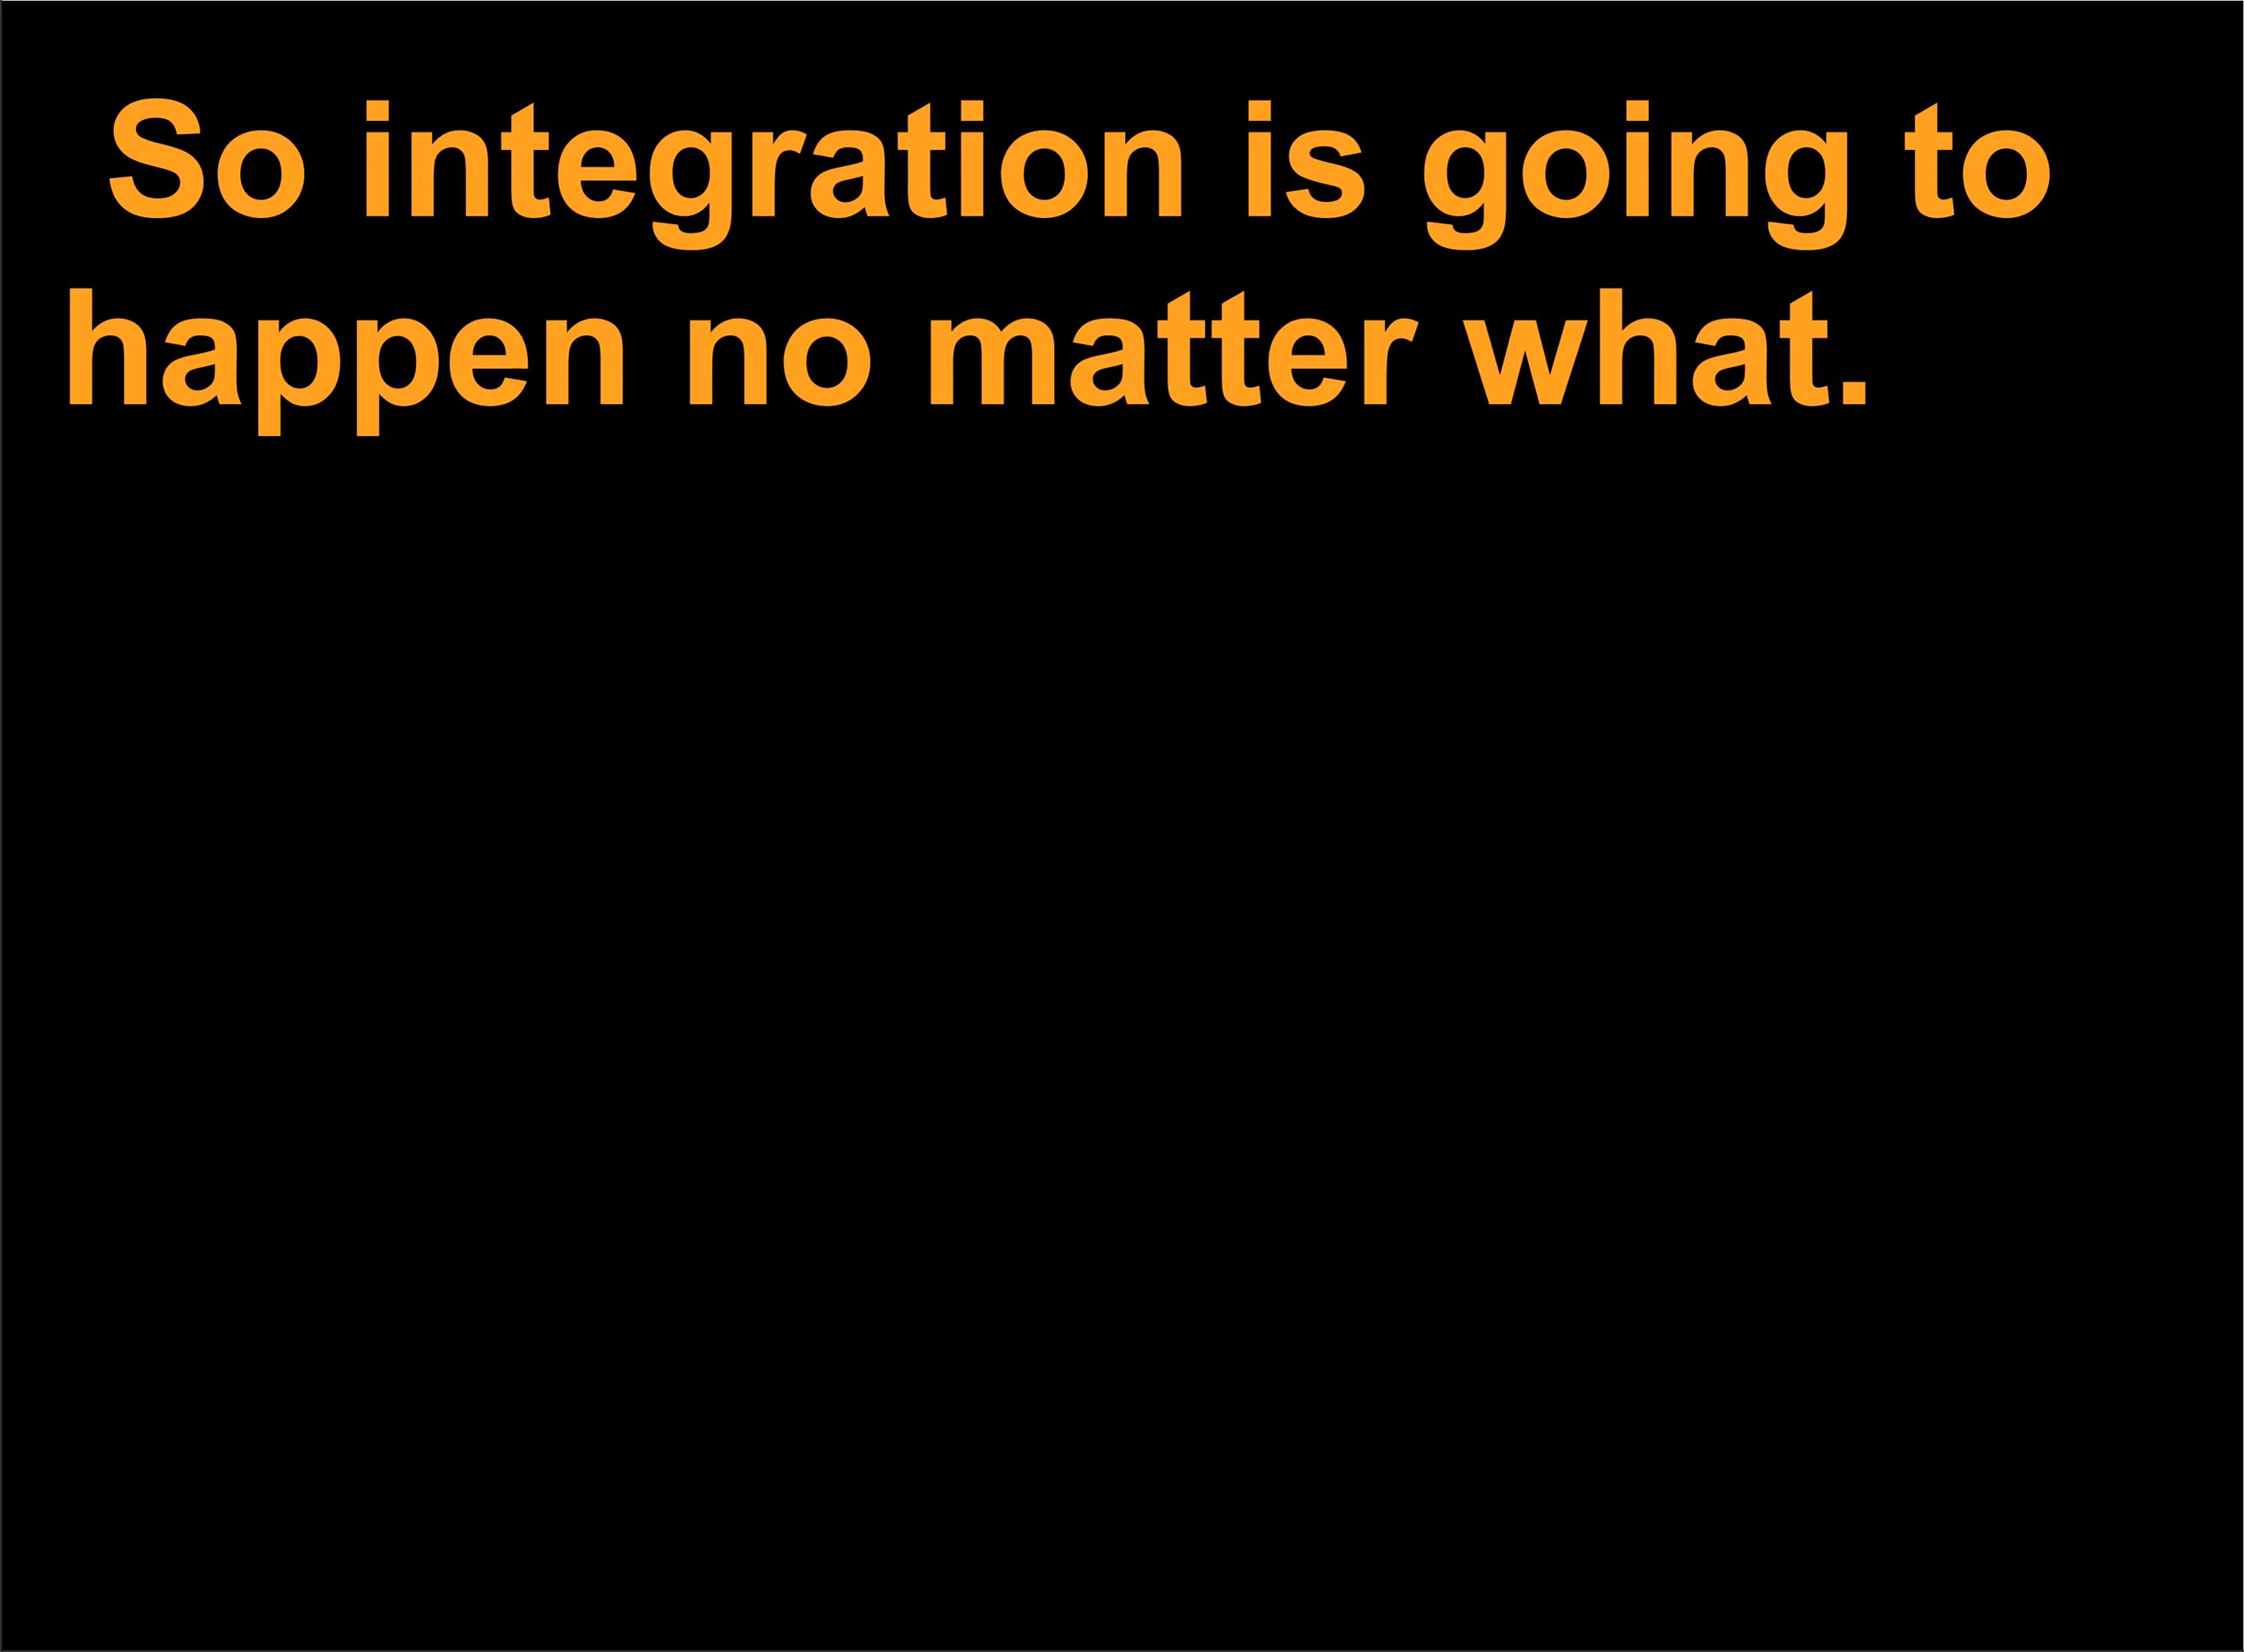 So integration is going to
happen no matter what.